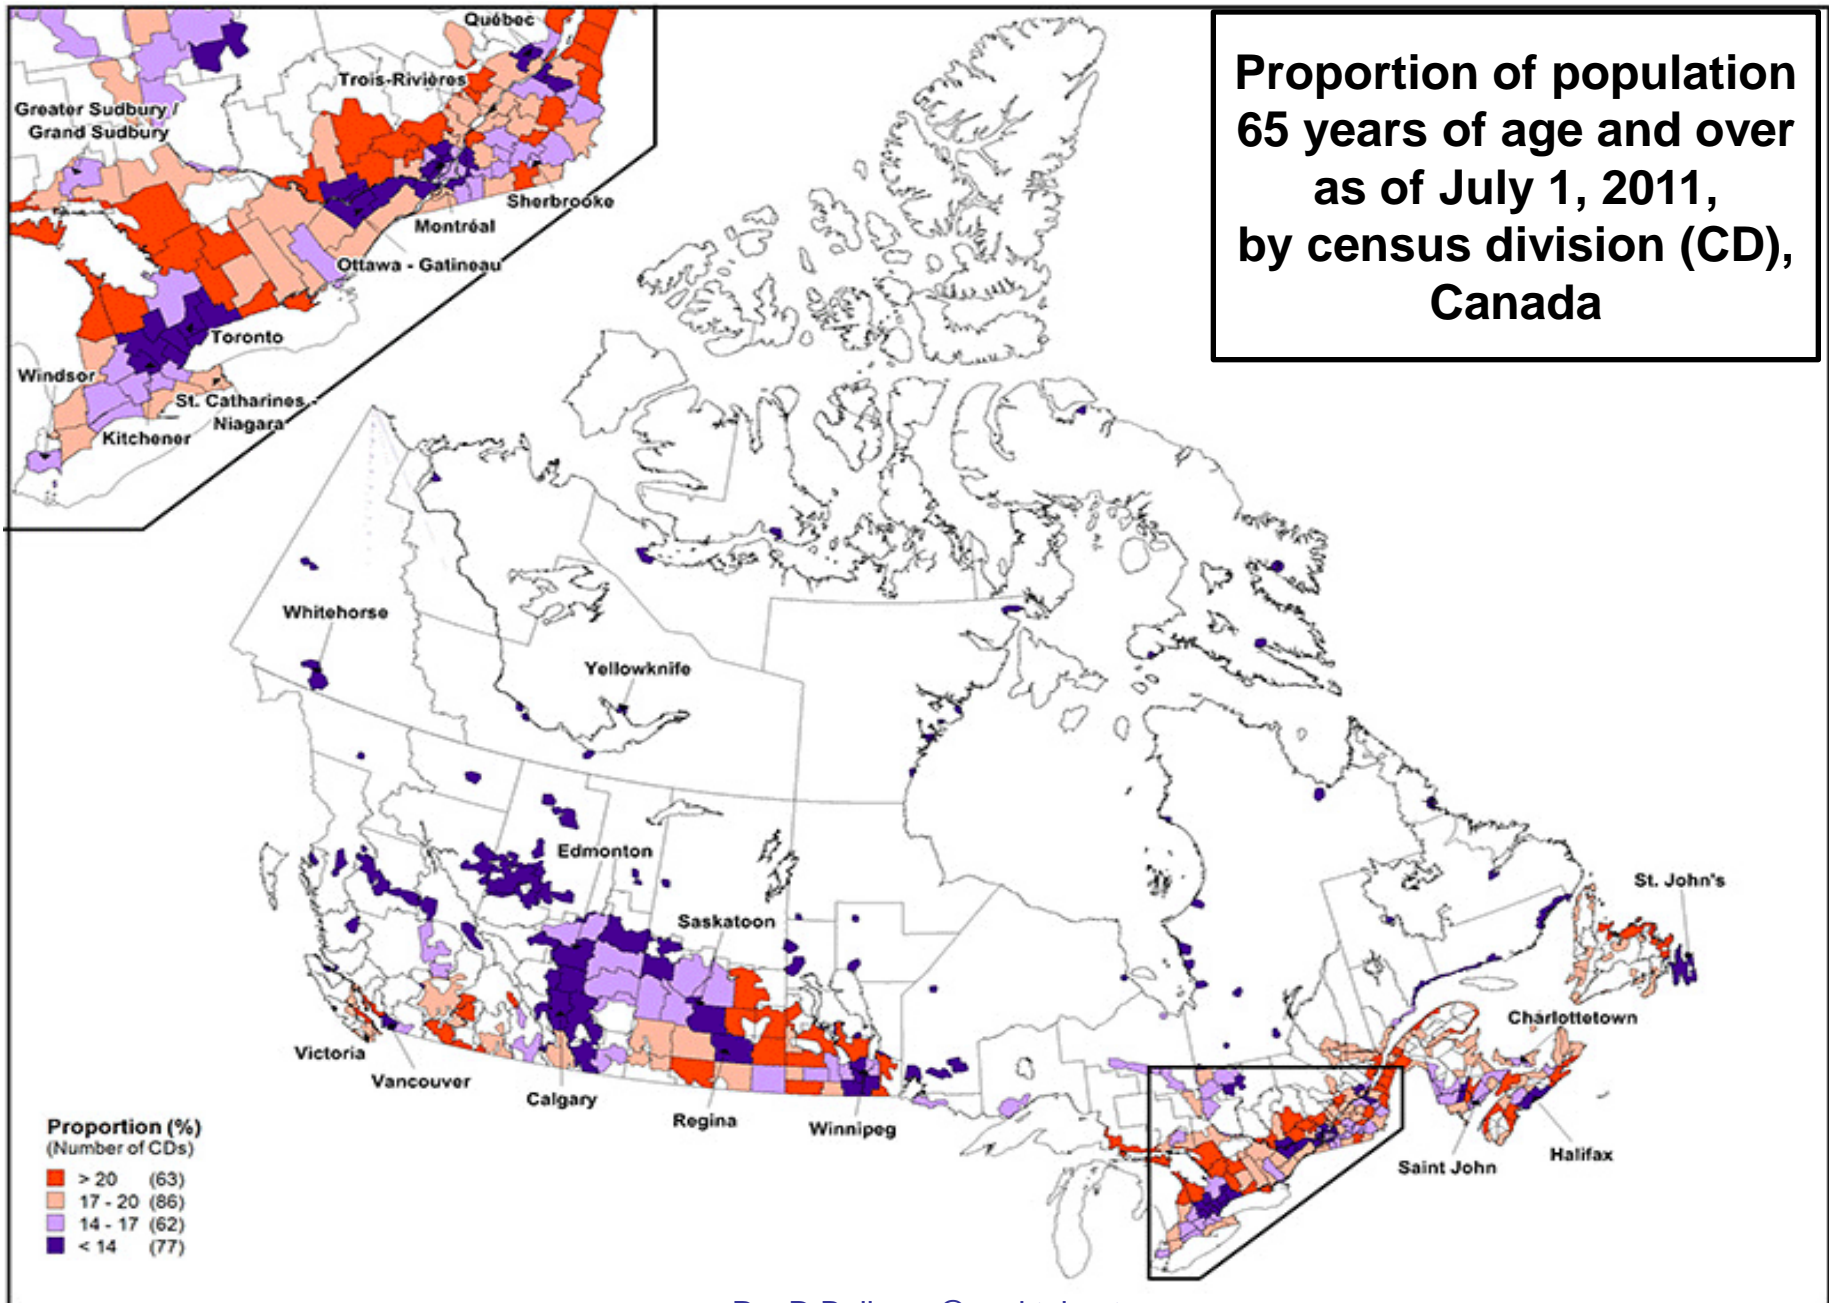 Proportion of population
65 years of age and over
as of July 1, 2011,
by census division (CD),
Canada
Québec
Trois-Rivières
Greater Sudbury /
Grand Sudbury
Sherbrooke
Montréal
Ottawa - Gatineau
Toronto
Windsor
St. Catharines -
Niagara
Kitchener
Whitehorse
Yellowknife
Edmonton
Saskatoon
St. John's
Charlottetown
Victoria
Vancouver
Calgary
Regina
Winnipeg
Saint John
Halifax
Proportion (%)
(Number of CDs)
> 20 (63)
17 - 20 (86)
14 - 17 (62)
< 14 (77)